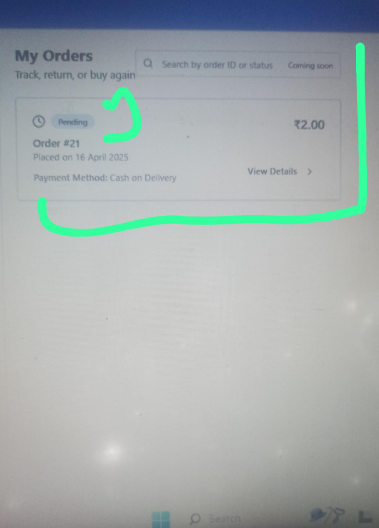 My Orders
Track, return, or buy again
Search by order ID or status Coming soon
Pending
₹2.00
Order #21
Placed on 16 April 2025
Payment Method: Cash on Delivery
View Details >
Search